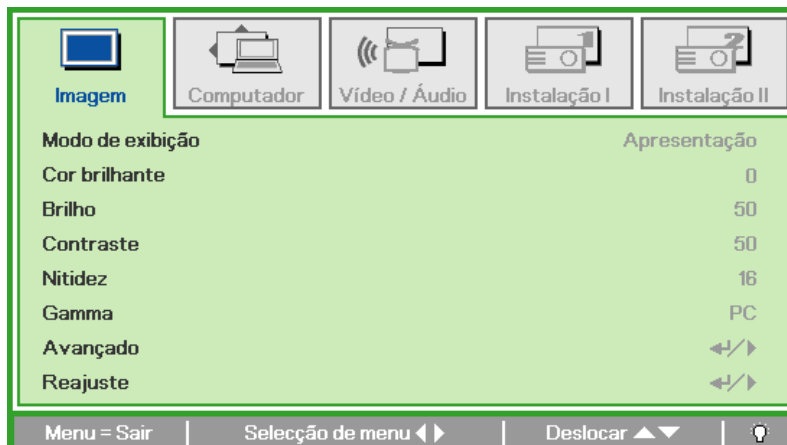 Imagem Computador Vídeo / Áudio Instalação I Instalação II
Modo de exibição Apresentação
Cor brilhante 0
Brilho 50
Contraste 50
Nitidez 16
Gamma PC
Avançado
Reajuste
Menu = Sair Selecção de menu Deslocar